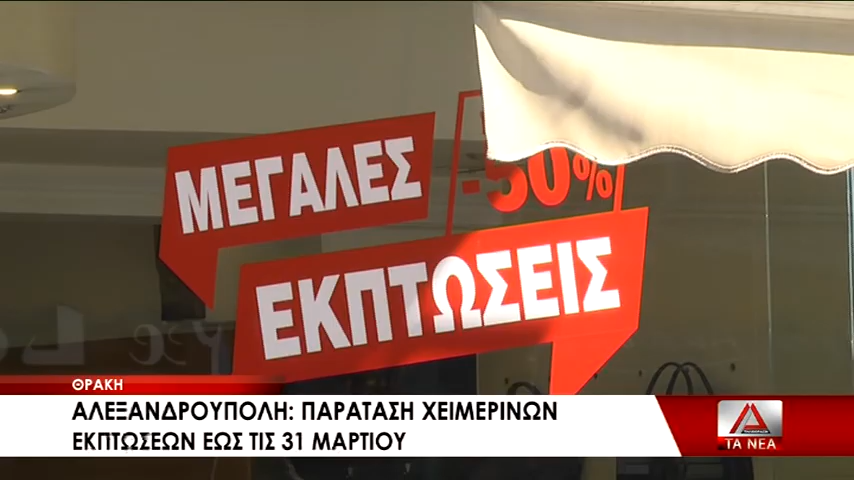 ΜΕΓΑΛΕΣ
-50%
ΕΚΠΤΩΣΕΙΣ
ΘΡΑΚΗ
ΑΛΕΞΑΝΔΡΟΥΠΟΛΗ: ΠΑΡΑΤΑΣΗ ΧΕΙΜΕΡΙΝΩΝ
ΕΚΠΤΩΣΕΩΝ ΕΩΣ ΤΙΣ 31 ΜΑΡΤΙΟΥ
ΤΑ ΝΕΑ